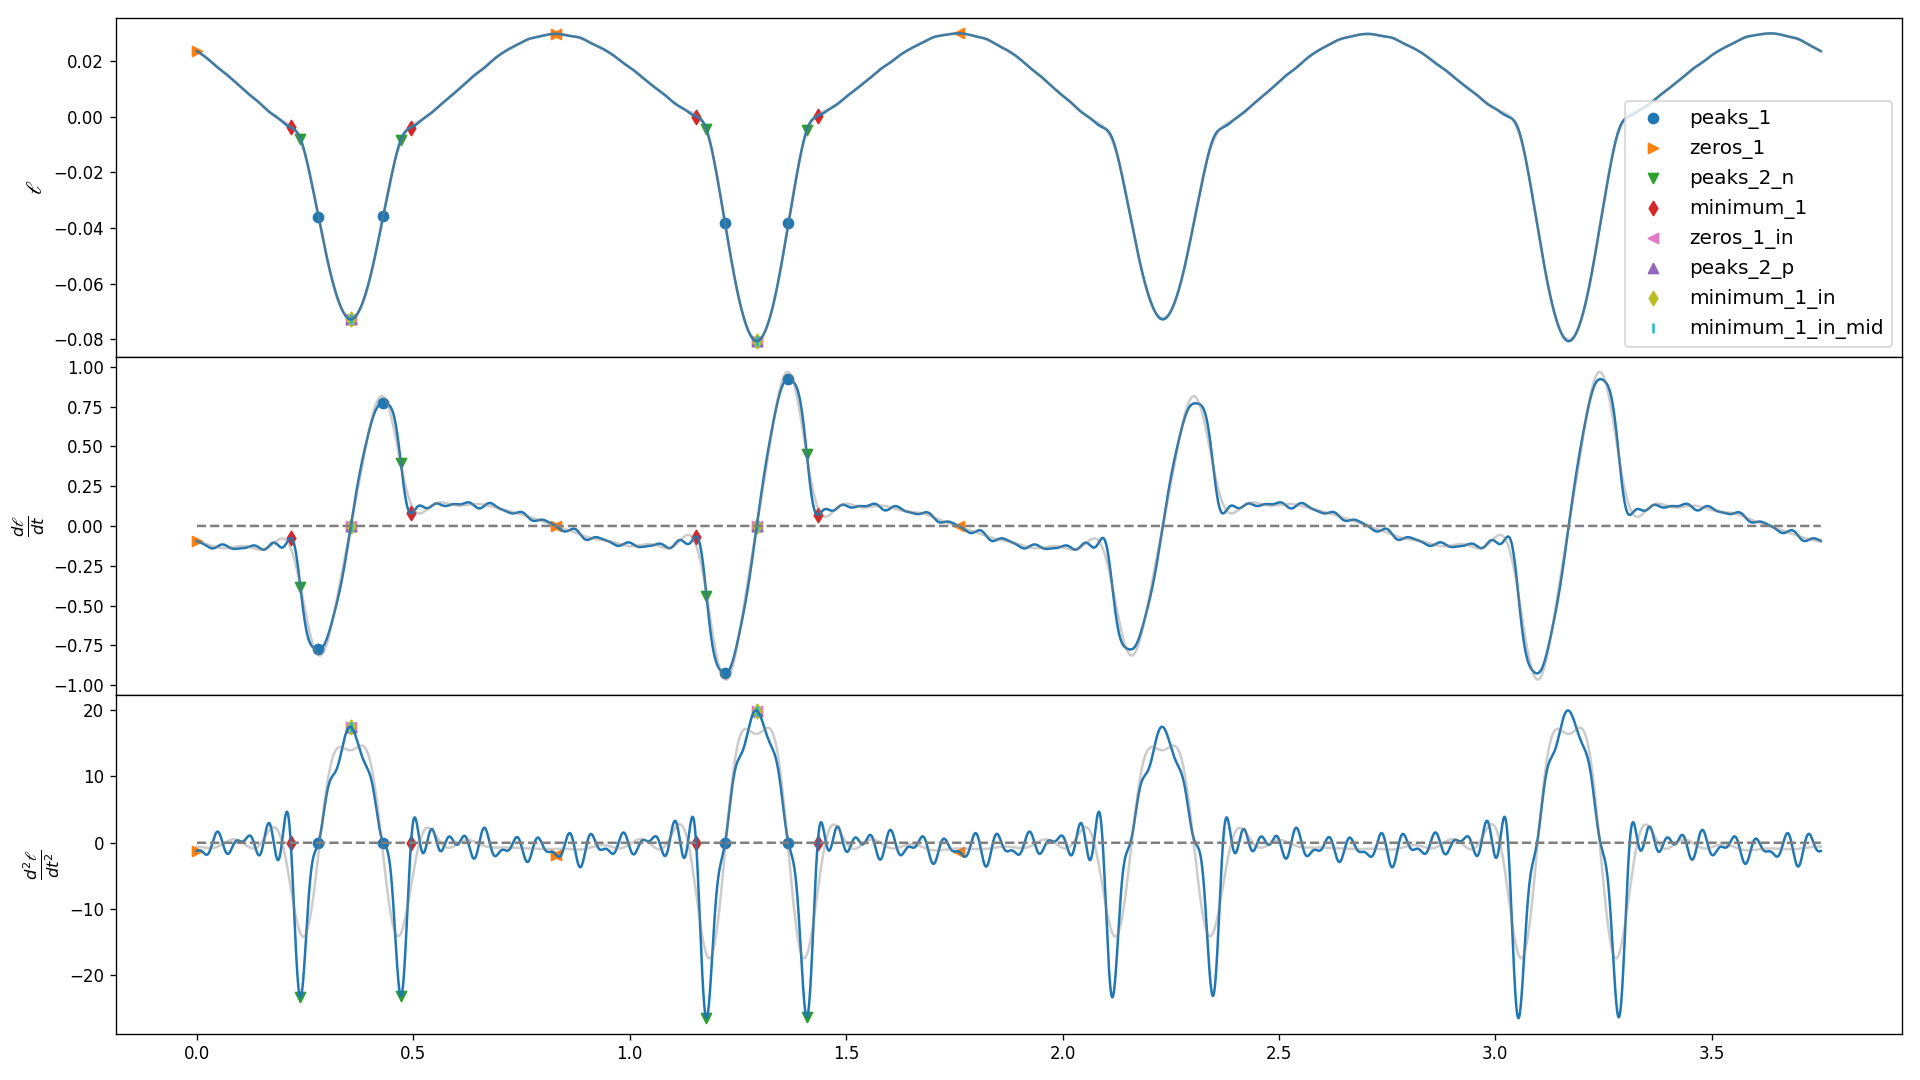 0.02
0.00
−0.02
−0.04
−0.06
−0.08
ℓ
peaks_1
zeros_1
peaks_2_n
minimum_1
zeros_1_in
peaks_2_p
minimum_1_in
minimum_1_in_mid
1.00
0.75
0.50
0.25
0.00
−0.25
−0.50
−0.75
−1.00
dℓ
dt
20
10
0
−10
−20
d²ℓ
dt²
0.0 0.5 1.0 1.5 2.0 2.5 3.0 3.5